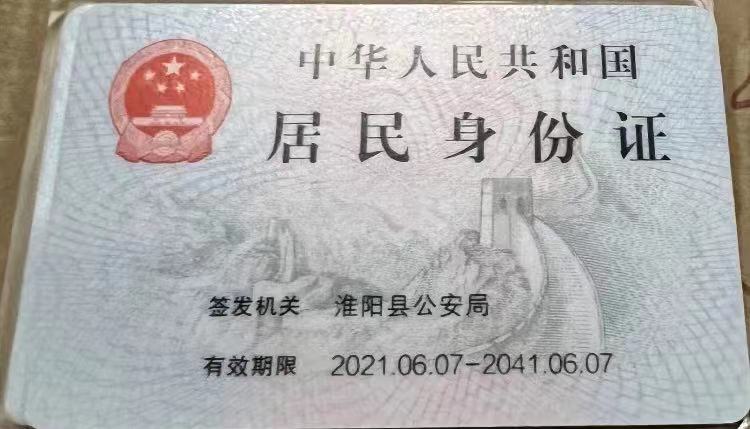 中华人民共和国
居民身份证
签发机关 淮阳县公安局
有效期限 2021.06.07-2041.06.07